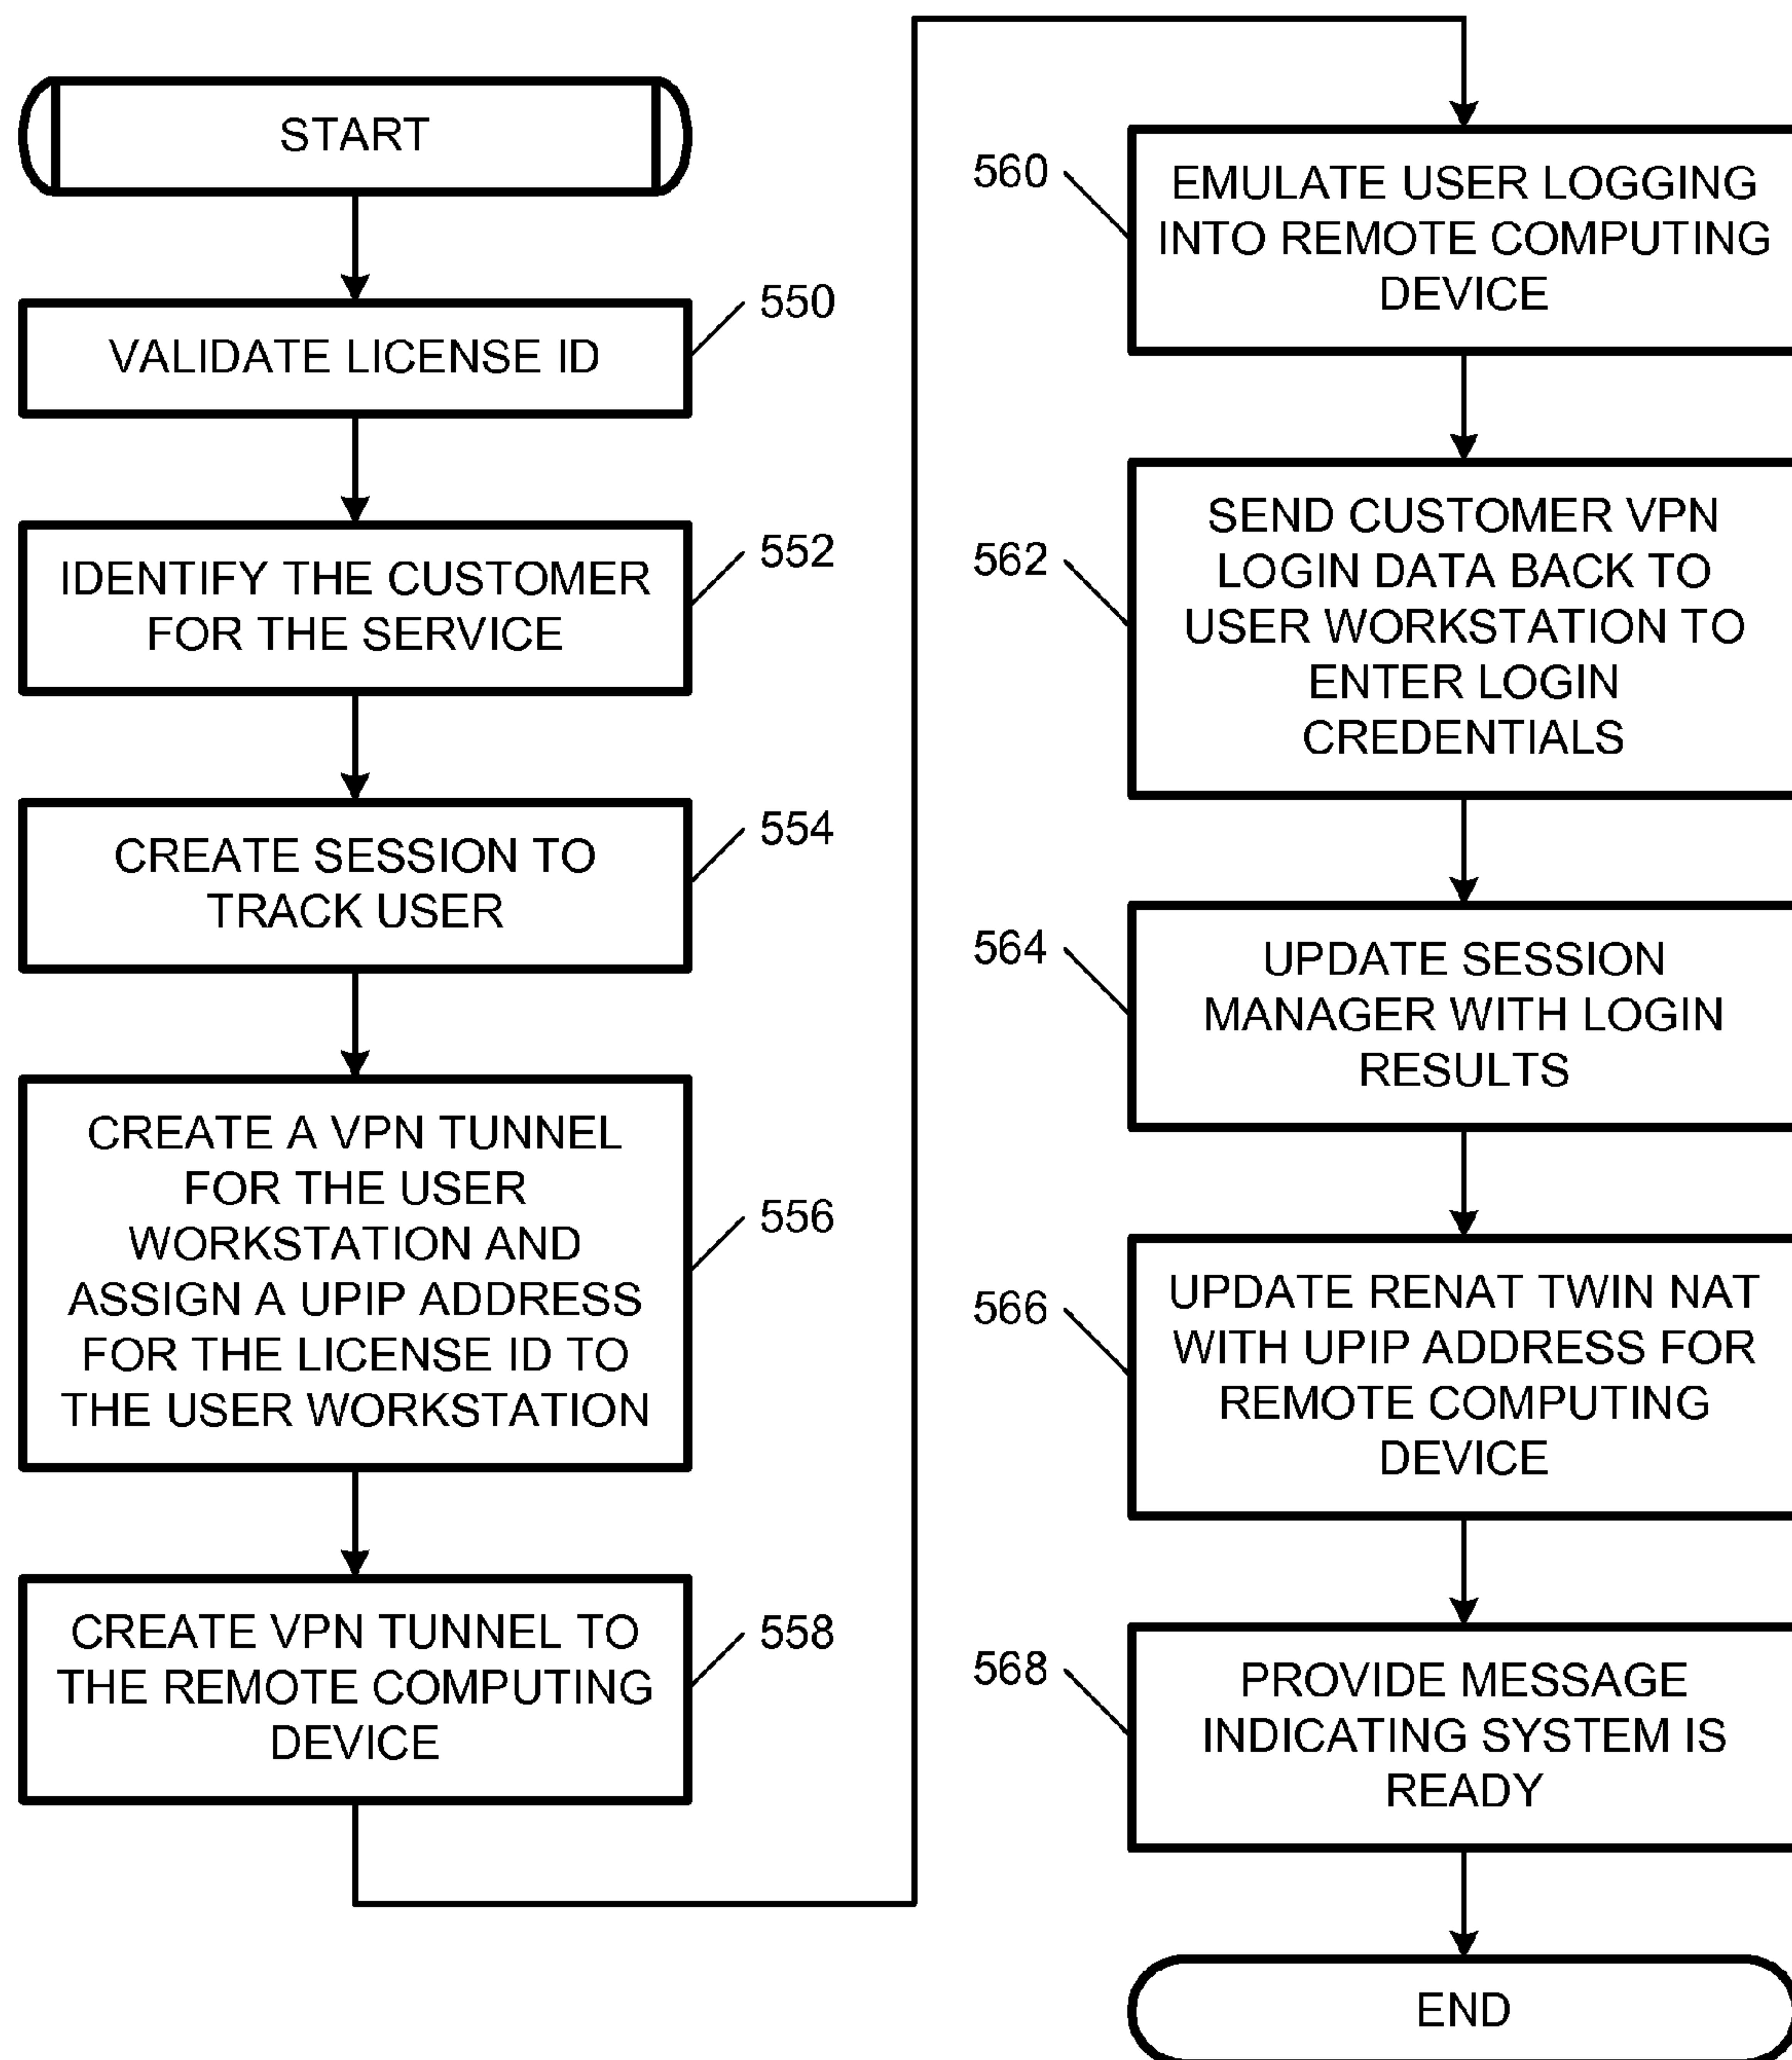 START
550
VALIDATE LICENSE ID
552
IDENTIFY THE CUSTOMER
FOR THE SERVICE
554
CREATE SESSION TO
TRACK USER
556
CREATE A VPN TUNNEL
FOR THE USER
WORKSTATION AND
ASSIGN A UPIP ADDRESS
FOR THE LICENSE ID TO
THE USER WORKSTATION
558
CREATE VPN TUNNEL TO
THE REMOTE COMPUTING
DEVICE
560
EMULATE USER LOGGING
INTO REMOTE COMPUTING
DEVICE
562
SEND CUSTOMER VPN
LOGIN DATA BACK TO
USER WORKSTATION TO
ENTER LOGIN
CREDENTIALS
564
UPDATE SESSION
MANAGER WITH LOGIN
RESULTS
566
UPDATE RENAT TWIN NAT
WITH UPIP ADDRESS FOR
REMOTE COMPUTING
DEVICE
568
PROVIDE MESSAGE
INDICATING SYSTEM IS
READY
END